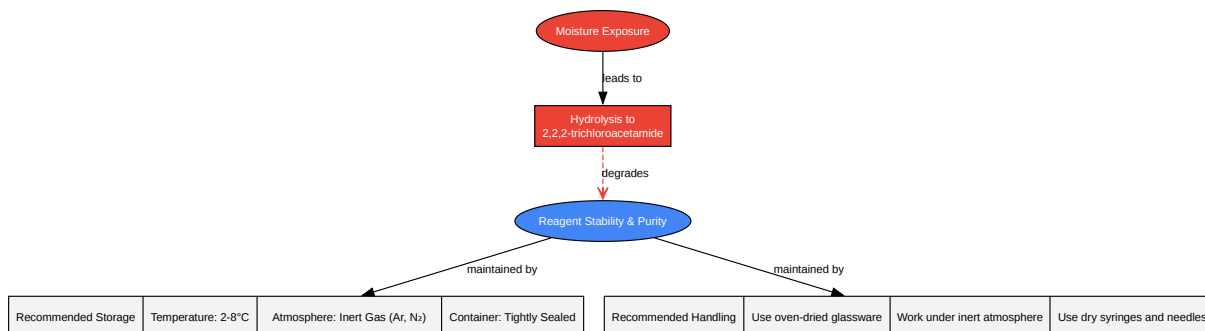 Moisture Exposure
leads to
Hydrolysis to
2,2,2-trichloroacetamide
degrades
Reagent Stability & Purity
maintained by
maintained by
Recommended Storage
Temperature: 2-8°C
Atmosphere: Inert Gas (Ar, N₂)
Container: Tightly Sealed
Recommended Handling
Use oven-dried glassware
Work under inert atmosphere
Use dry syringes and needles